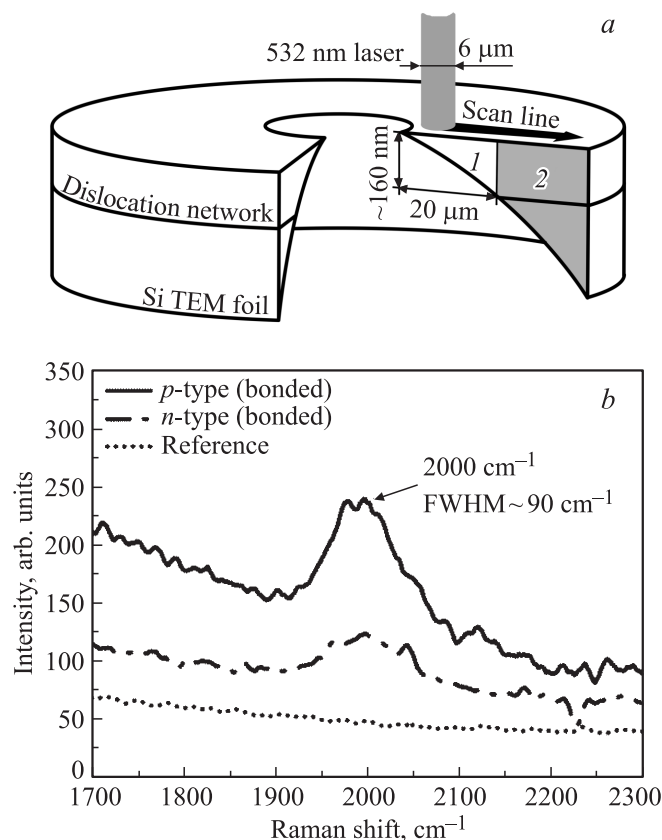 a
532 nm laser
6 μm
Scan line
1
2
~160 nm
20 μm
Dislocation network
Si TEM foil
b
350
300
250
200
150
100
50
0
Intensity, arb. units
p-type (bonded)
n-type (bonded)
Reference
2000 cm⁻¹
FWHM ~ 90 cm⁻¹
1700 1800 1900 2000 2100 2200 2300
Raman shift, cm⁻¹